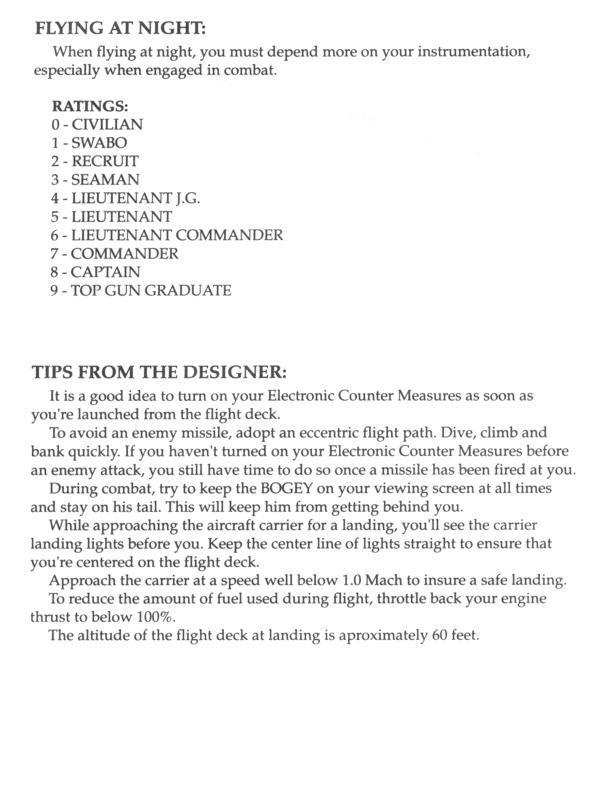 FLYING AT NIGHT:
When flying at night, you must depend more on your instrumentation,
especially when engaged in combat.
RATINGS:
0 - CIVILIAN
1 - SWABO
2 - RECRUIT
3 - SEAMAN
4 - LIEUTENANT J.G.
5 - LIEUTENANT
6 - LIEUTENANT COMMANDER
7 - COMMANDER
8 - CAPTAIN
9 - TOP GUN GRADUATE
TIPS FROM THE DESIGNER:
It is a good idea to turn on your Electronic Counter Measures as soon as
you're launched from the flight deck.
To avoid an enemy missile, adopt an eccentric flight path. Dive, climb and
bank quickly. If you haven't turned on your Electronic Counter Measures before
an enemy attack, you still have time to do so once a missile has been fired at you.
During combat, try to keep the BOGEY on your viewing screen at all times
and stay on his tail. This will keep him from getting behind you.
While approaching the aircraft carrier for a landing, you'll see the carrier
landing lights before you. Keep the center line of lights straight to ensure that
you're centered on the flight deck.
Approach the carrier at a speed well below 1.0 Mach to insure a safe landing.
To reduce the amount of fuel used during flight, throttle back your engine
thrust to below 100%.
The altitude of the flight deck at landing is aproximately 60 feet.